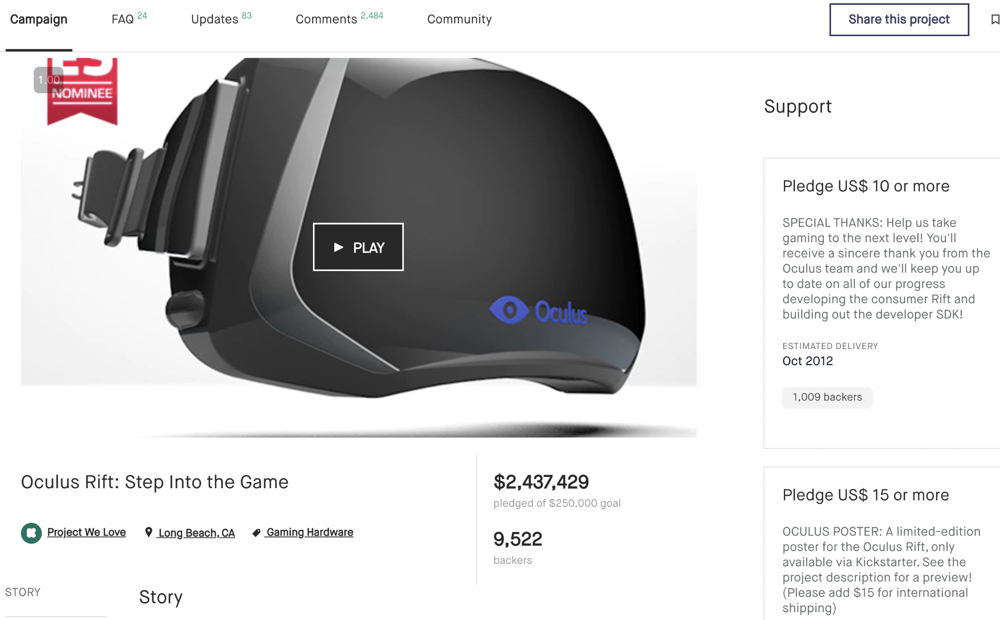 Campaign
FAQ 24
Updates 83
Comments 2,484
Community
Share this project
1.00
NOMINEE
PLAY
Oculus
Oculus Rift: Step Into the Game
Project We Love
Long Beach, CA
Gaming Hardware
$2,437,429
pledged of $250,000 goal
9,522
backers
STORY
Story
Support
Pledge US$ 10 or more
SPECIAL THANKS: Help us take
gaming to the next level! You'll
receive a sincere thank you from the
Oculus team and we'll keep you up
to date on all of our progress
developing the consumer Rift and
building out the developer SDK!
ESTIMATED DELIVERY
Oct 2012
1,009 backers
Pledge US$ 15 or more
OCULUS POSTER: A limited-edition
poster for the Oculus Rift, only
available via Kickstarter. See the
project description for a preview!
(Please add $15 for international
shipping)